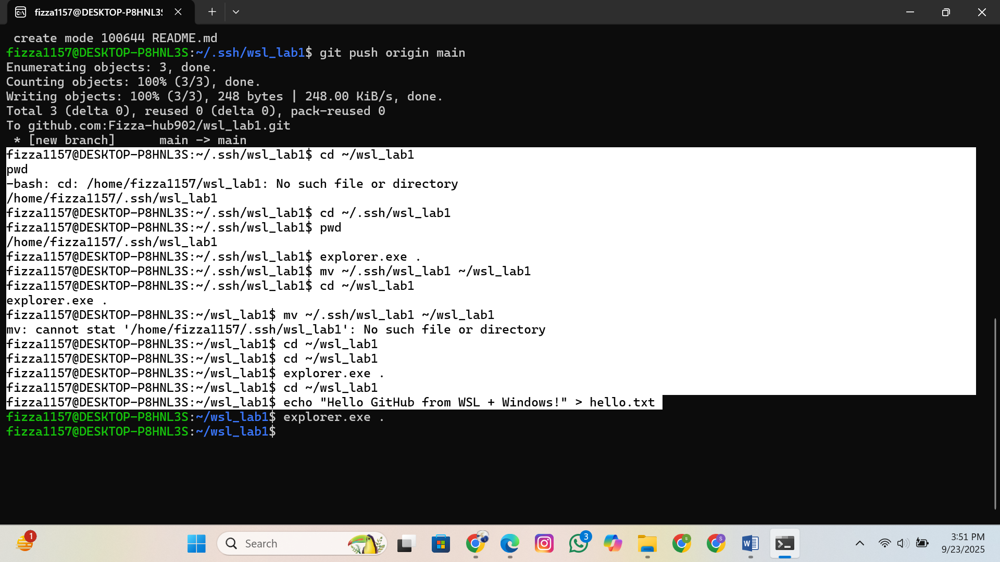 fizza1157@DESKTOP-P8HNL3S
create mode 100644 README.md
fizza1157@DESKTOP-P8HNL3S:~/.ssh/wsl_lab1$ git push origin main
Enumerating objects: 3, done.
Counting objects: 100% (3/3), done.
Writing objects: 100% (3/3), 248 bytes | 248.00 KiB/s, done.
Total 3 (delta 0), reused 0 (delta 0), pack-reused 0
To github.com:Fizza-hub902/wsl_lab1.git
* [new branch]      main -> main
fizza1157@DESKTOP-P8HNL3S:~/.ssh/wsl_lab1$ cd ~/wsl_lab1
pwd
-bash: cd: /home/fizza1157/wsl_lab1: No such file or directory
/home/fizza1157/.ssh/wsl_lab1
fizza1157@DESKTOP-P8HNL3S:~/.ssh/wsl_lab1$ cd ~/.ssh/wsl_lab1
fizza1157@DESKTOP-P8HNL3S:~/.ssh/wsl_lab1$ pwd
/home/fizza1157/.ssh/wsl_lab1
fizza1157@DESKTOP-P8HNL3S:~/.ssh/wsl_lab1$ explorer.exe .
fizza1157@DESKTOP-P8HNL3S:~/.ssh/wsl_lab1$ mv ~/.ssh/wsl_lab1 ~/wsl_lab1
fizza1157@DESKTOP-P8HNL3S:~/.ssh/wsl_lab1$ cd ~/wsl_lab1
explorer.exe .
fizza1157@DESKTOP-P8HNL3S:~/wsl_lab1$ mv ~/.ssh/wsl_lab1 ~/wsl_lab1
mv: cannot stat '/home/fizza1157/.ssh/wsl_lab1': No such file or directory
fizza1157@DESKTOP-P8HNL3S:~/wsl_lab1$ cd ~/wsl_lab1
fizza1157@DESKTOP-P8HNL3S:~/wsl_lab1$ cd ~/wsl_lab1
fizza1157@DESKTOP-P8HNL3S:~/wsl_lab1$ explorer.exe .
fizza1157@DESKTOP-P8HNL3S:~/wsl_lab1$ cd ~/wsl_lab1
fizza1157@DESKTOP-P8HNL3S:~/wsl_lab1$ echo "Hello GitHub from WSL + Windows!" > hello.txt
fizza1157@DESKTOP-P8HNL3S:~/wsl_lab1$ explorer.exe .
fizza1157@DESKTOP-P8HNL3S:~/wsl_lab1$
1
Search
3
3:51 PM
9/23/2025